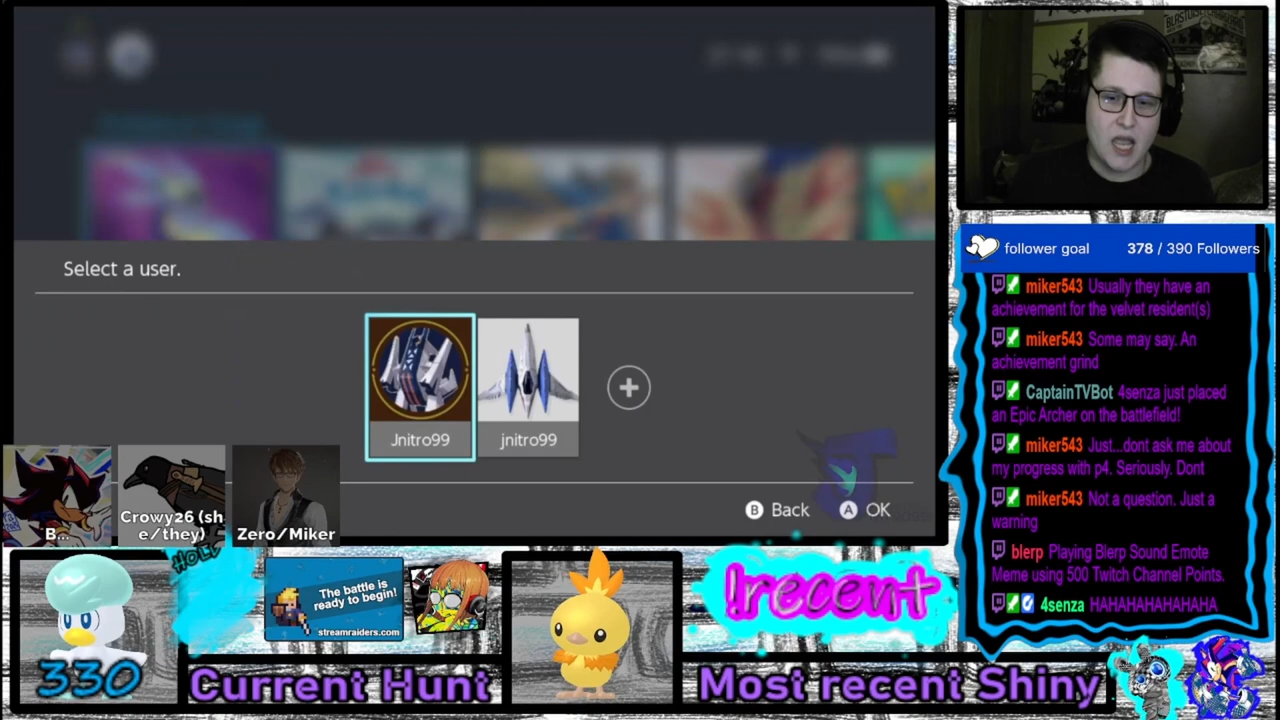 Select a user.
Jnitro99
jnitro99
B Back
A OK
B...
Crowy26 (sh
e/they)
Zero/Miker
follower goal 378 / 390 Followers
miker543 Usually they have an
achievement for the velvet resident(s)
miker543 Some may say. An
achievement grind
CaptainTVBot 4senza just placed
an Epic Archer on the battlefield!
miker543 Just...dont ask me about
my progress with p4. Seriously. Dont
miker543 Not a question. Just a
warning
blerp Playing Blerp Sound Emote
Meme using 500 Twitch Channel Points.
4senza HAHAHAHAHAHAHA
330
The battle is
ready to begin!
streamraiders.com
Current Hunt
!recent
Most recent Shiny